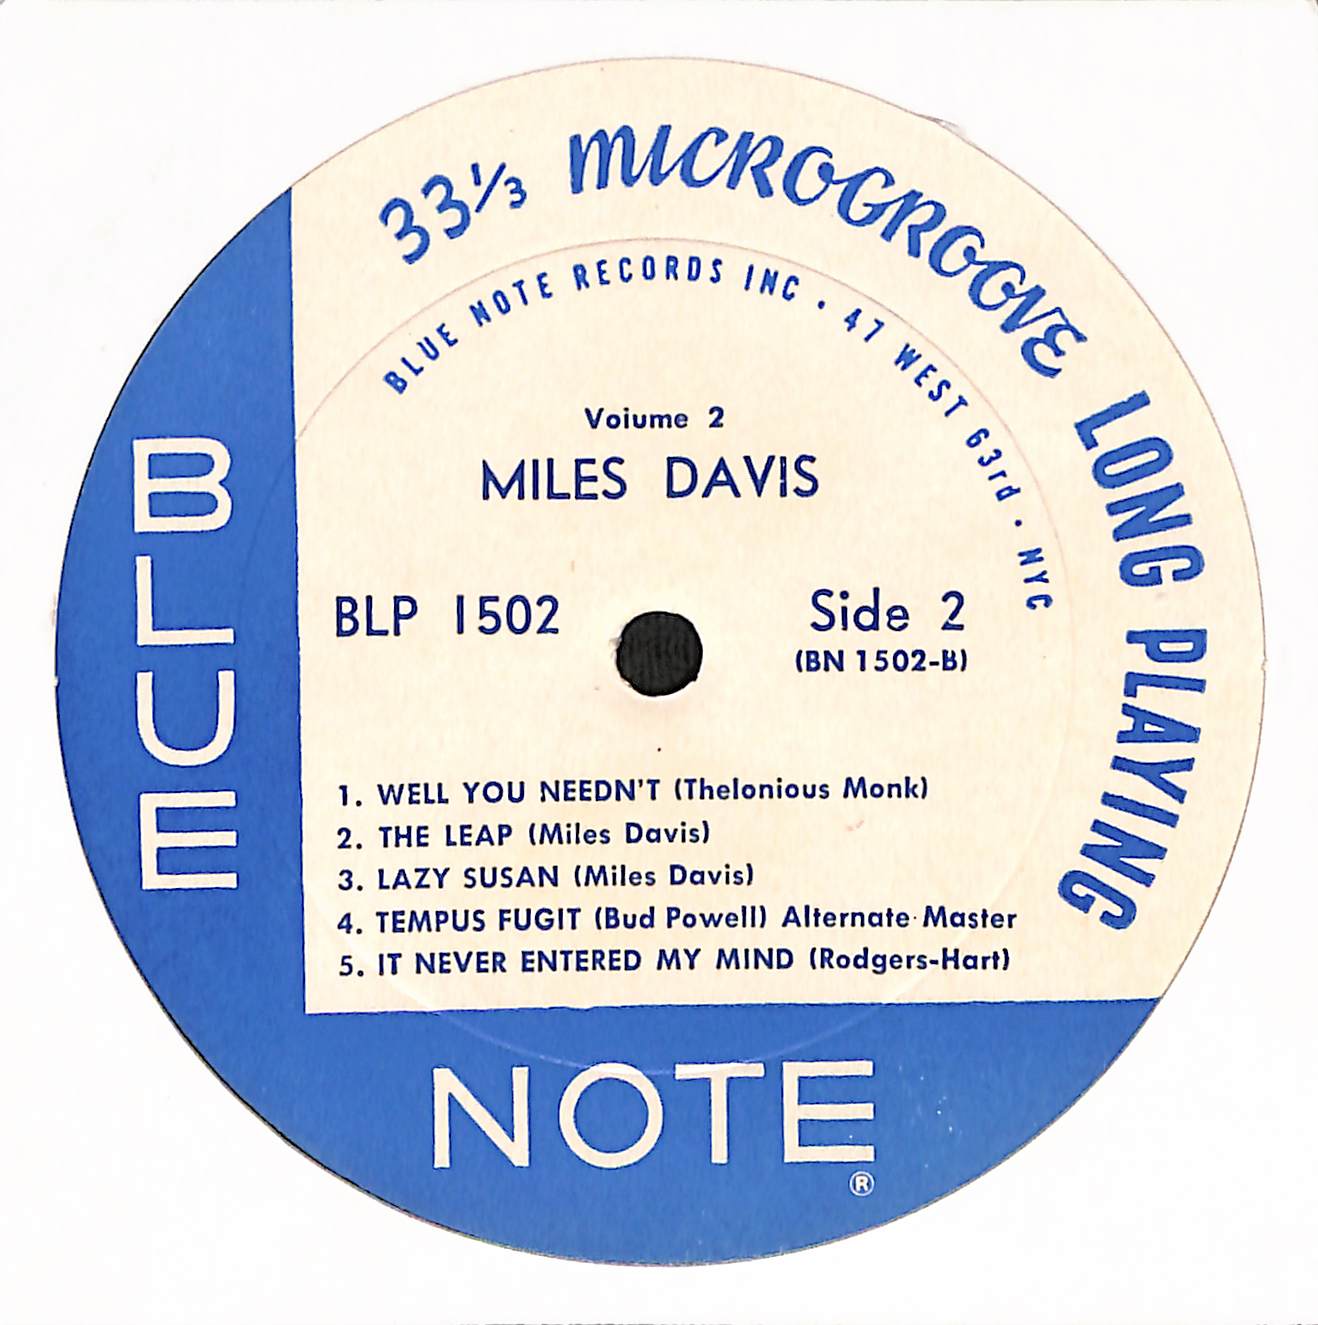 33⅓ MICROGROOVE LONG PLAYING
BLUE NOTE RECORDS INC · 47 WEST 63rd · NYC
Volume 2
MILES DAVIS
BLP 1502
Side 2
(BN 1502-B)
1. WELL YOU NEEDN'T (Thelonious Monk)
2. THE LEAP (Miles Davis)
3. LAZY SUSAN (Miles Davis)
4. TEMPUS FUGIT (Bud Powell) Alternate Master
5. IT NEVER ENTERED MY MIND (Rodgers-Hart)
BLUE
NOTE
®